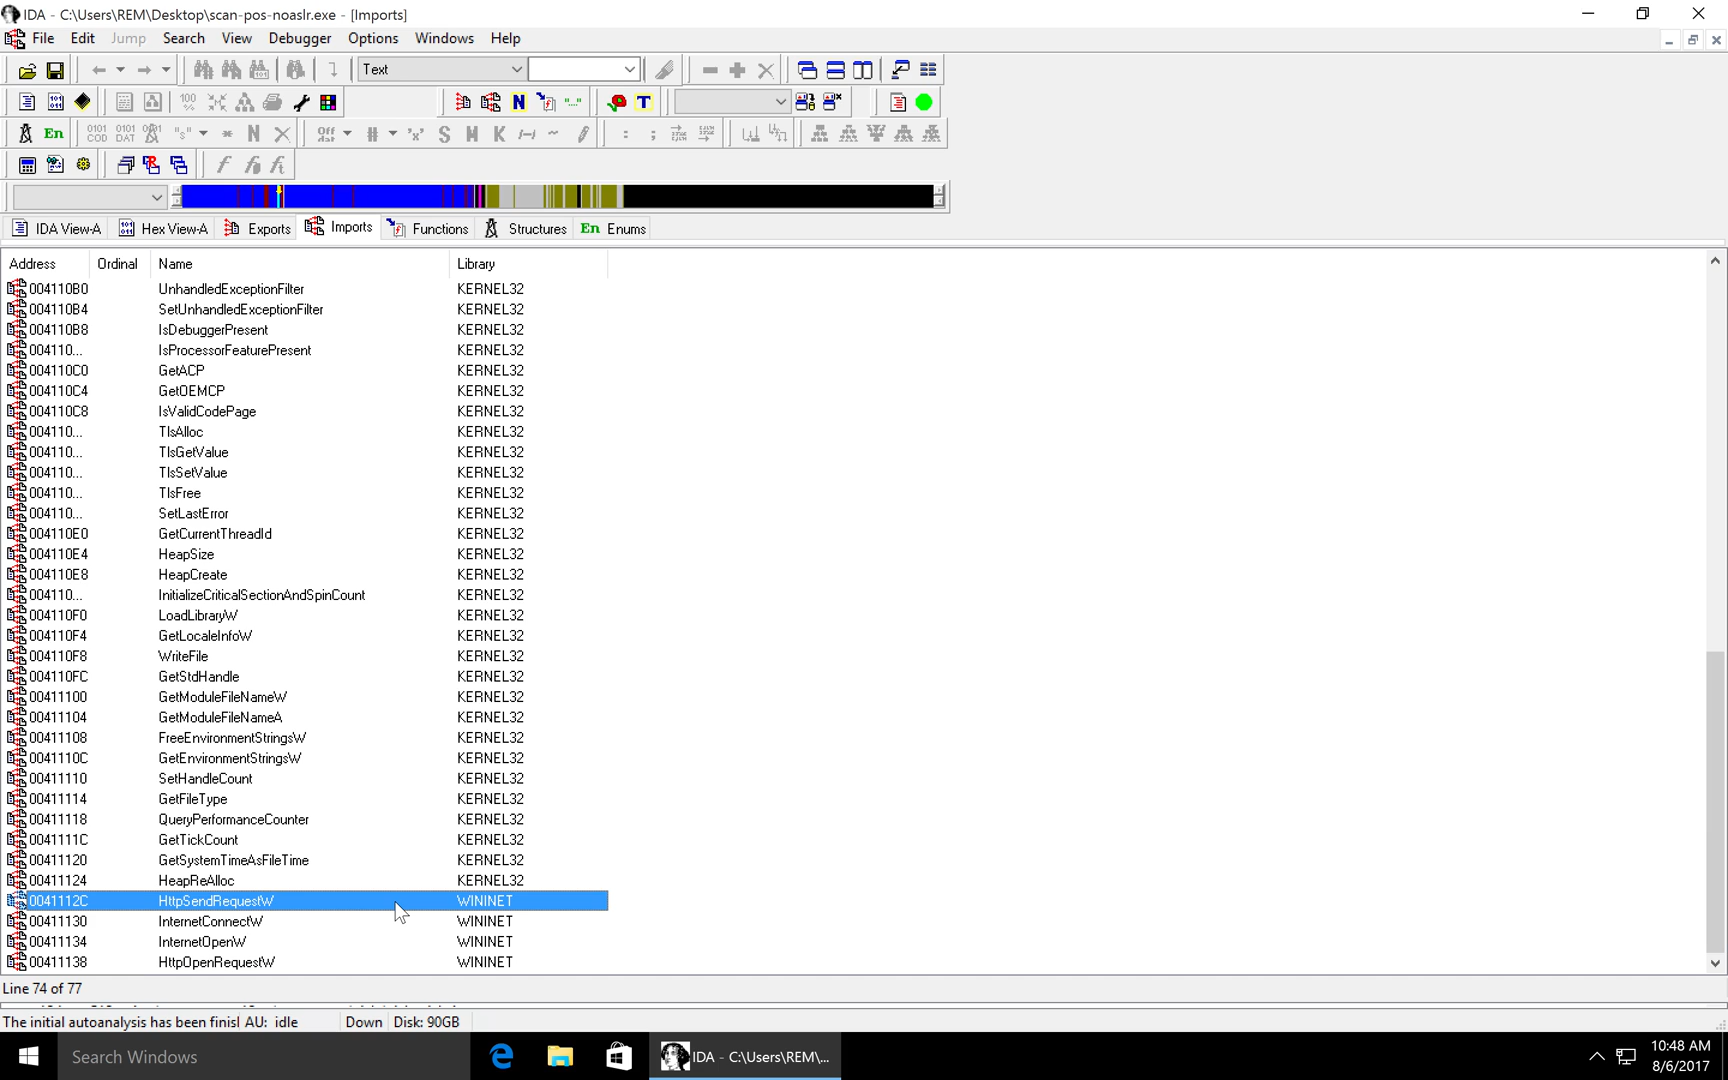 IDA - C:\Users\REM\Desktop\scan-pos-noaslr.exe - [Imports]
File Edit Jump Search View Debugger Options Windows Help
Text
En
IDA View-A Hex View-A Exports Imports Functions Structures En Enums
Address Ordinal Name Library
004110B0 UnhandledExceptionFilter KERNEL32
004110B4 SetUnhandledExceptionFilter KERNEL32
004110B8 IsDebuggerPresent KERNEL32
004110... IsProcessorFeaturePresent KERNEL32
004110C0 GetACP KERNEL32
004110C4 GetOEMCP KERNEL32
004110C8 IsValidCodePage KERNEL32
004110... TlsAlloc KERNEL32
004110... TlsGetValue KERNEL32
004110... TlsSetValue KERNEL32
004110... TlsFree KERNEL32
004110... SetLastError KERNEL32
004110E0 GetCurrentThreadId KERNEL32
004110E4 HeapSize KERNEL32
004110E8 HeapCreate KERNEL32
004110... InitializeCriticalSectionAndSpinCount KERNEL32
004110F0 LoadLibraryW KERNEL32
004110F4 GetLocaleInfoW KERNEL32
004110F8 WriteFile KERNEL32
004110FC GetStdHandle KERNEL32
00411100 GetModuleFileNameW KERNEL32
00411104 GetModuleFileNameA KERNEL32
00411108 FreeEnvironmentStringsW KERNEL32
0041110C GetEnvironmentStringsW KERNEL32
00411110 SetHandleCount KERNEL32
00411114 GetFileType KERNEL32
00411118 QueryPerformanceCounter KERNEL32
0041111C GetTickCount KERNEL32
00411120 GetSystemTimeAsFileTime KERNEL32
00411124 HeapReAlloc KERNEL32
0041112C HttpSendRequestW WININET
00411130 InternetConnectW WININET
00411134 InternetOpenW WININET
00411138 HttpOpenRequestW WININET
Line 74 of 77
The initial autoanalysis has been finisl AU: idle Down Disk: 90GB
Search Windows IDA - C:\Users\REM\... 10:48 AM
8/6/2017